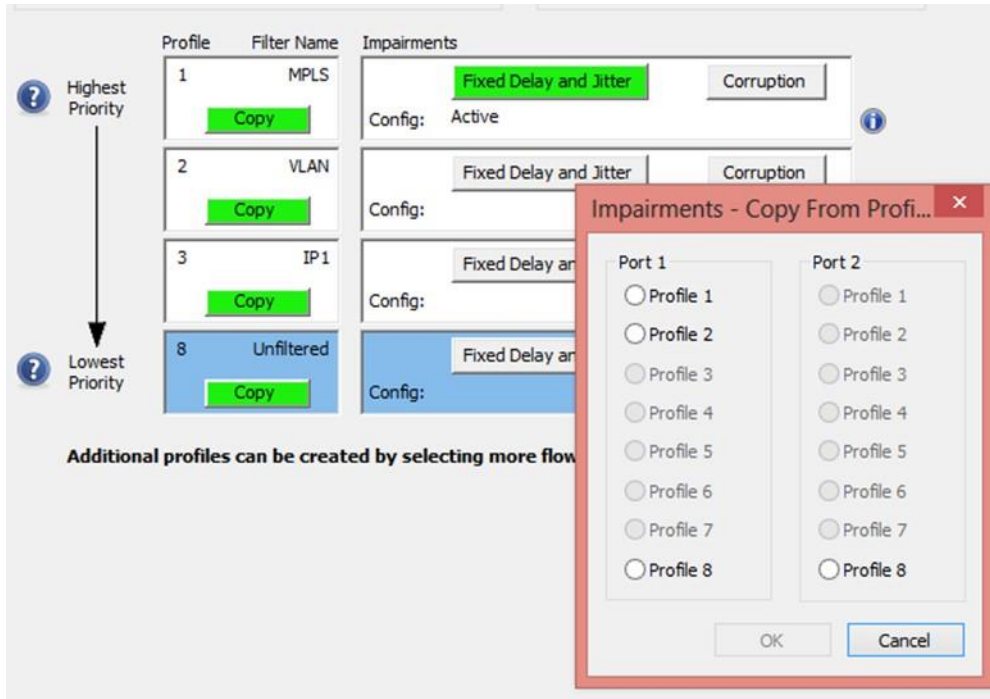 Profile Filter Name Impairments
Highest
Priority
1 MPLS
Copy
Fixed Delay and Jitter Corruption
Config: Active
2 VLAN
Copy
Fixed Delay and Jitter Corruption
Config:
3 IP1
Copy
Fixed Delay an
Config:
Lowest
Priority
8 Unfiltered
Copy
Fixed Delay an
Config:
Additional profiles can be created by selecting more flow
Impairments - Copy From Profi...
Port 1
Profile 1
Profile 2
Profile 3
Profile 4
Profile 5
Profile 6
Profile 7
Profile 8
Port 2
Profile 1
Profile 2
Profile 3
Profile 4
Profile 5
Profile 6
Profile 7
Profile 8
OK Cancel